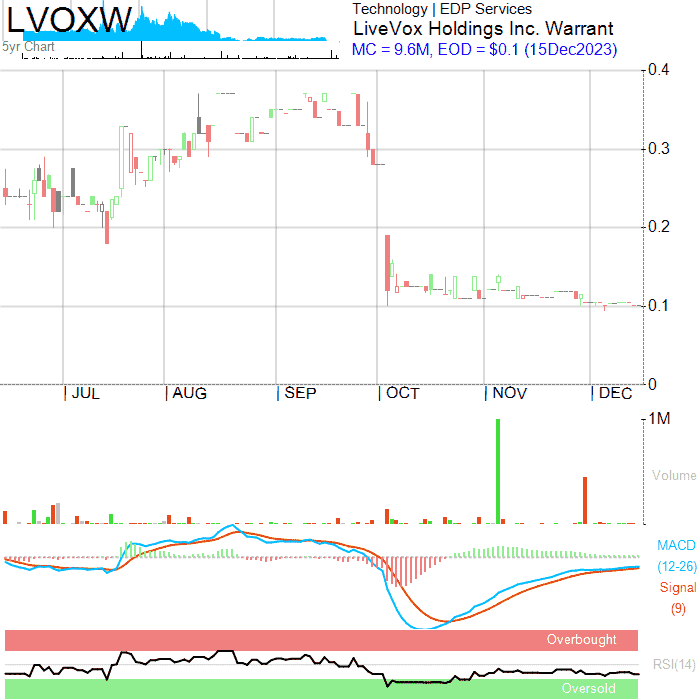 LVOXW
5yr Chart
Technology | EDP Services
LiveVox Holdings Inc. Warrant
MC = 9.6M, EOD = $0.1 (15Dec2023)
0.4
0.3
0.2
0.1
0
JUL
AUG
SEP
OCT
NOV
DEC
1M
Volume
MACD
(12-26)
Signal
(9)
Overbought
RSI(14)
Oversold